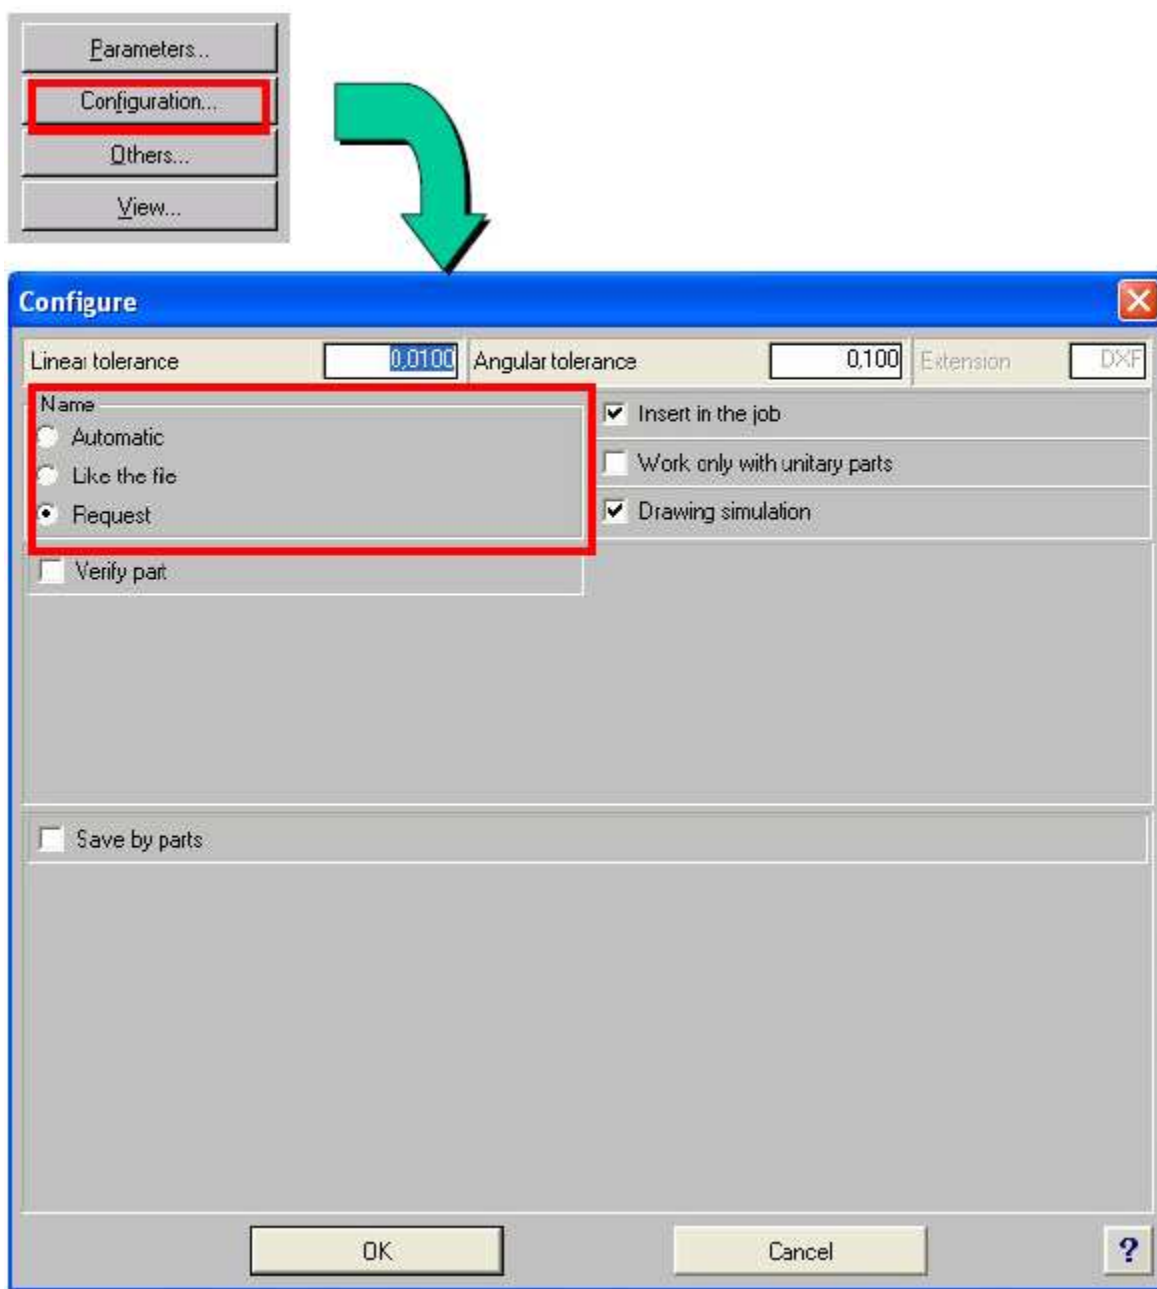 Parameters...
Configuration...
Others...
View...
Configure
Linear tolerance 0,0100 Angular tolerance 0,100 Extension DXF
Name
Automatic
Like the file
Request
Insert in the job
Work only with unitary parts
Drawing simulation
Verify part
Save by parts
OK Cancel ?